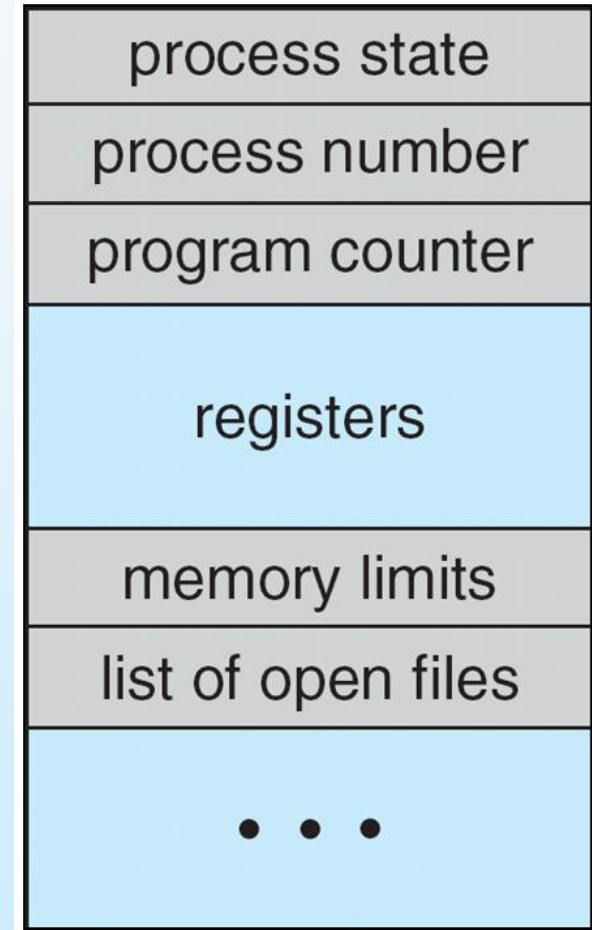 process state
process number
program counter
registers
memory limits
list of open files
• • •